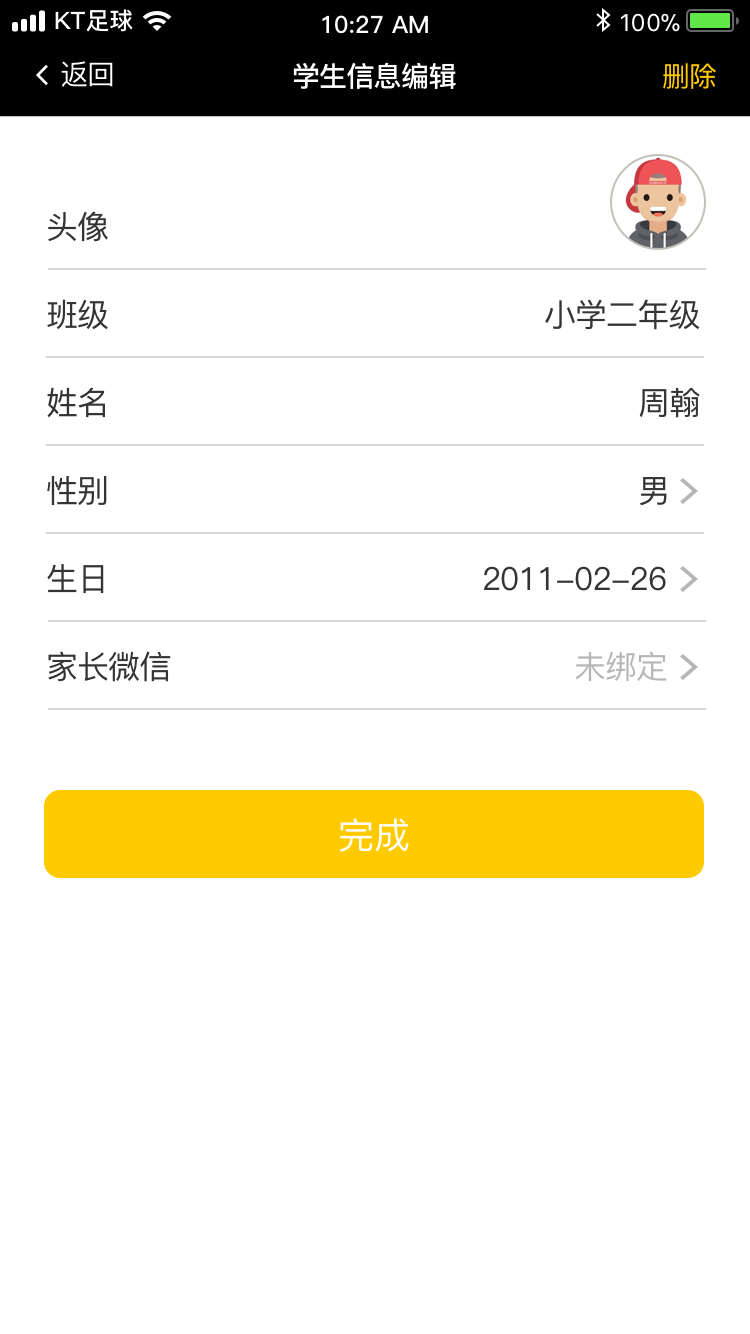 KT足球 10:27 AM 100%
返回 学生信息编辑 删除
头像
班级 小学二年级
姓名 周翰
性别 男
生日 2011-02-26
家长微信 未绑定
完成